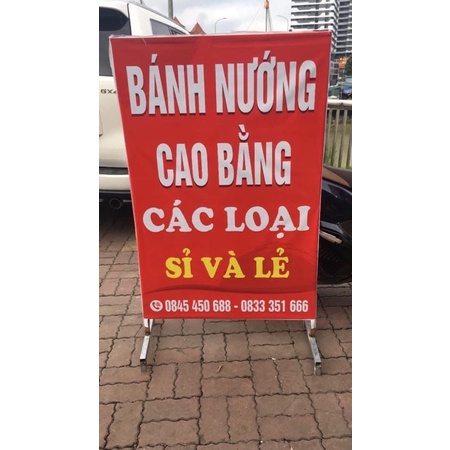 BÁNH NƯỚNG
CAO BẰNG
CÁC LOẠI
SỈ VÀ LẺ
0845 450 688 - 0833 351 666